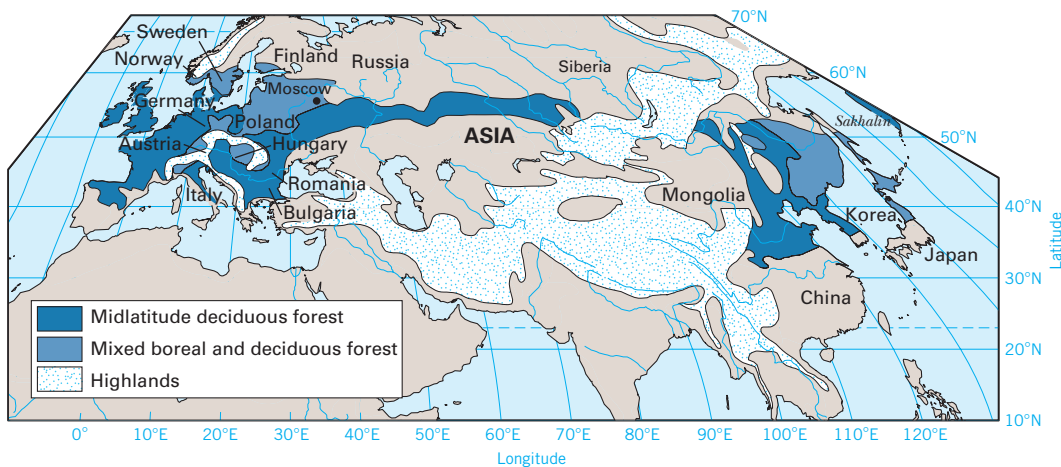 70°N
Sweden
Norway
Finland
Russia
Siberia
60°N
Germany
Moscow
Sakhalin
50°N
Poland
ASIA
Austria
Hungary
Mongolia
Romania
Italy
Bulgaria
Korea
40°N
Japan
Latitude
30°N
China
Midlatitude deciduous forest
Mixed boreal and deciduous forest
Highlands
20°N
10°N
0° 10°E 20°E 30°E 40°E 50°E 60°E 70°E 80°E 90°E 100°E 110°E 120°E
Longitude